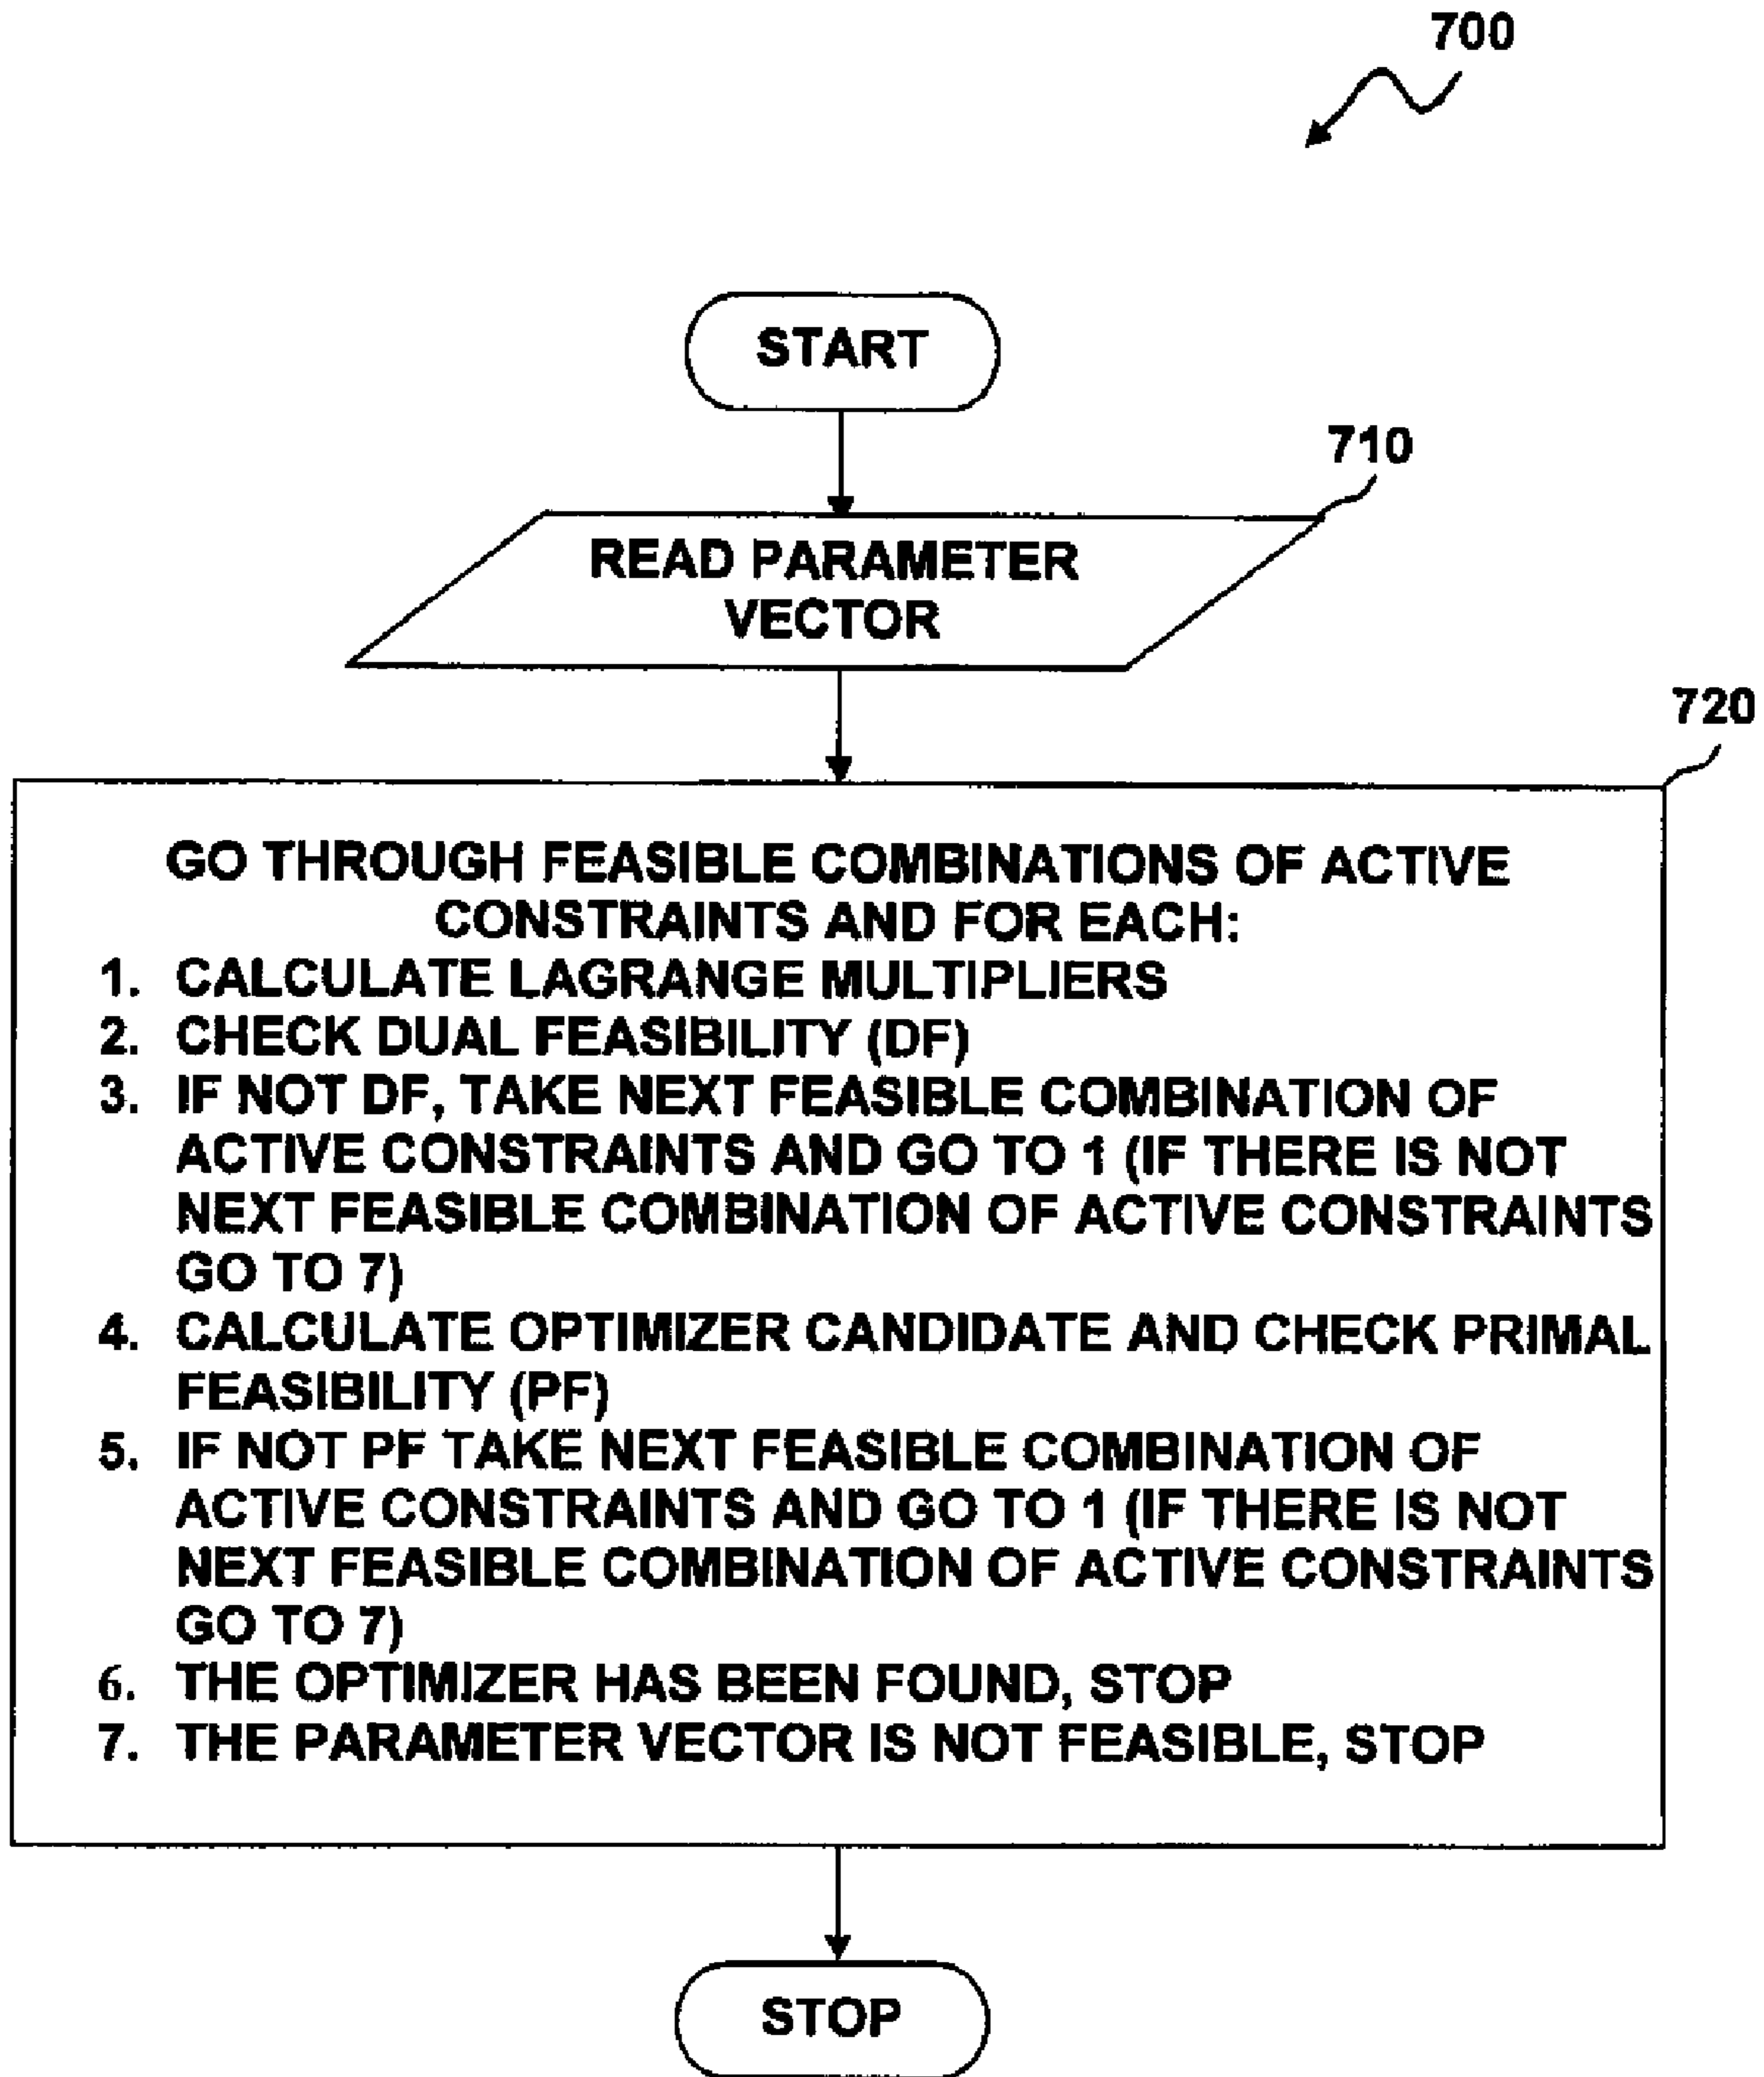 700
START
710
READ PARAMETER
VECTOR
720
GO THROUGH FEASIBLE COMBINATIONS OF ACTIVE
CONSTRAINTS AND FOR EACH:
1. CALCULATE LAGRANGE MULTIPLIERS
2. CHECK DUAL FEASIBILITY (DF)
3. IF NOT DF, TAKE NEXT FEASIBLE COMBINATION OF
ACTIVE CONSTRAINTS AND GO TO 1 (IF THERE IS NOT
NEXT FEASIBLE COMBINATION OF ACTIVE CONSTRAINTS
GO TO 7)
4. CALCULATE OPTIMIZER CANDIDATE AND CHECK PRIMAL
FEASIBILITY (PF)
5. IF NOT PF TAKE NEXT FEASIBLE COMBINATION OF
ACTIVE CONSTRAINTS AND GO TO 1 (IF THERE IS NOT
NEXT FEASIBLE COMBINATION OF ACTIVE CONSTRAINTS
GO TO 7)
6. THE OPTIMIZER HAS BEEN FOUND, STOP
7. THE PARAMETER VECTOR IS NOT FEASIBLE, STOP
STOP